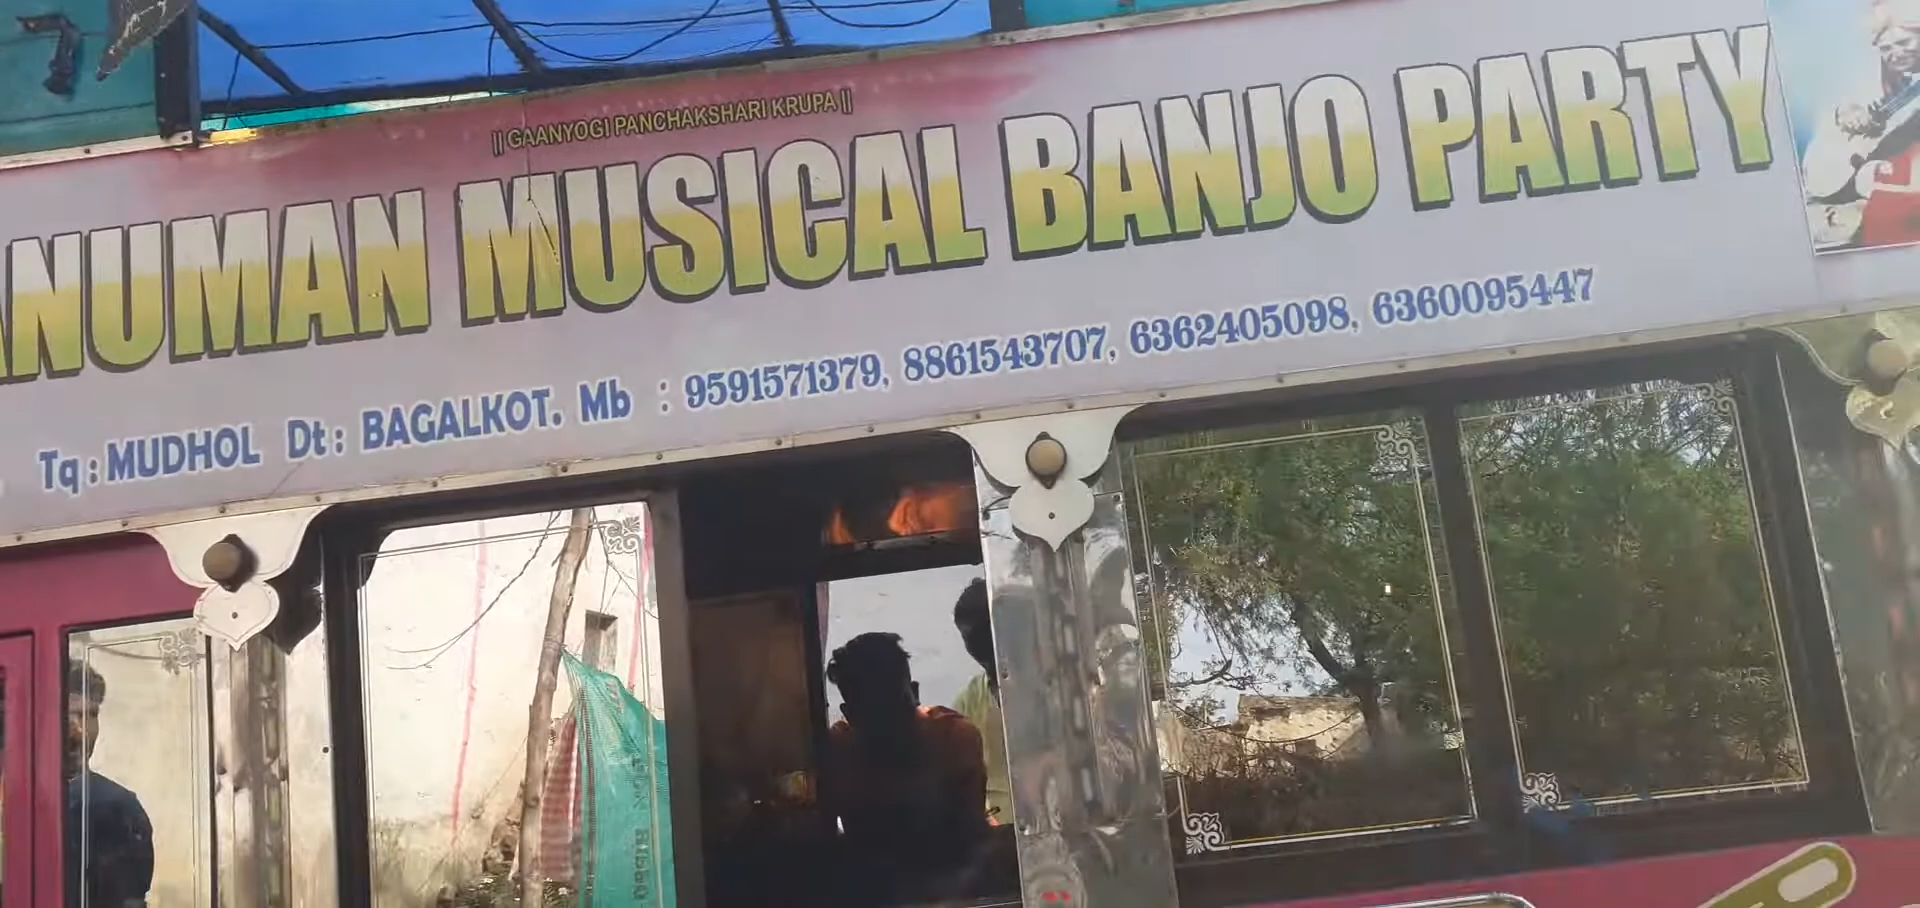 || GAANYOGI PANCHAKSHARI KRUPA ||
ANUMAN MUSICAL BANJO PARTY
Tq : MUDHOL Dt : BAGALKOT. Mb : 9591571379, 8861543707, 6362405098, 6360095447